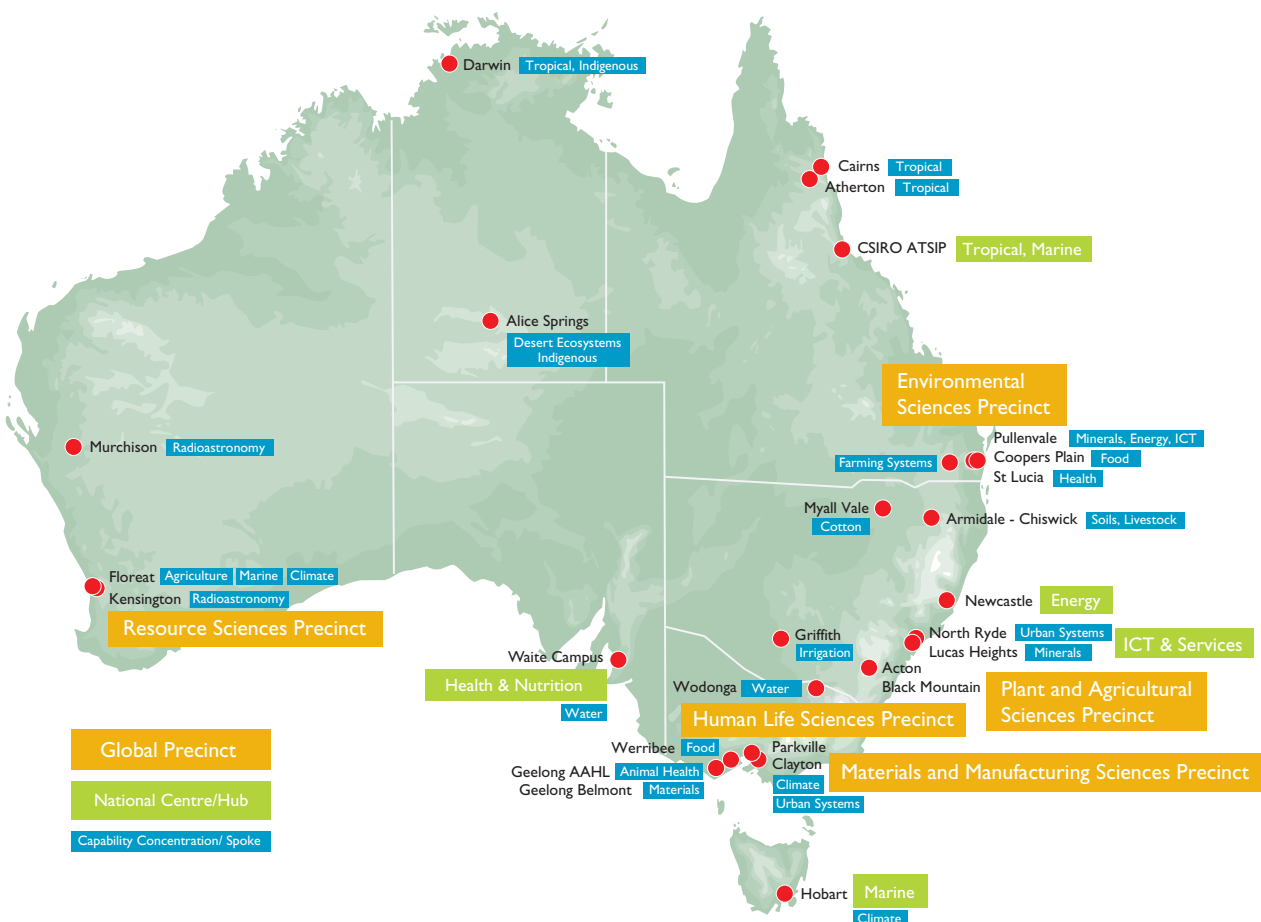 Darwin
Tropical, Indigenous
Cairns
Tropical
Atherton
Tropical
CSIRO ATSIP
Tropical, Marine
Alice Springs
Desert Ecosystems
Indigenous
Environmental
Sciences Precinct
Murchison
Radioastronomy
Farming Systems
Pullenvale
Minerals, Energy, ICT
Coopers Plain
Food
St Lucia
Health
Myall Vale
Cotton
Armidale - Chiswick
Soils, Livestock
Floreat
Agriculture
Marine
Climate
Kensington
Radioastronomy
Resource Sciences Precinct
Newcastle
Energy
Griffith
Irrigation
North Ryde
Urban Systems
Lucas Heights
Minerals
ICT & Services
Waite Campus
Health & Nutrition
Water
Acton
Black Mountain
Plant and Agricultural
Sciences Precinct
Wodonga
Water
Human Life Sciences Precinct
Werribee
Food
Geelong AAHL
Animal Health
Geelong Belmont
Materials
Parkville
Clayton
Climate
Urban Systems
Materials and Manufacturing Sciences Precinct
Global Precinct
National Centre/Hub
Capability Concentration/ Spoke
Hobart
Marine
Climate